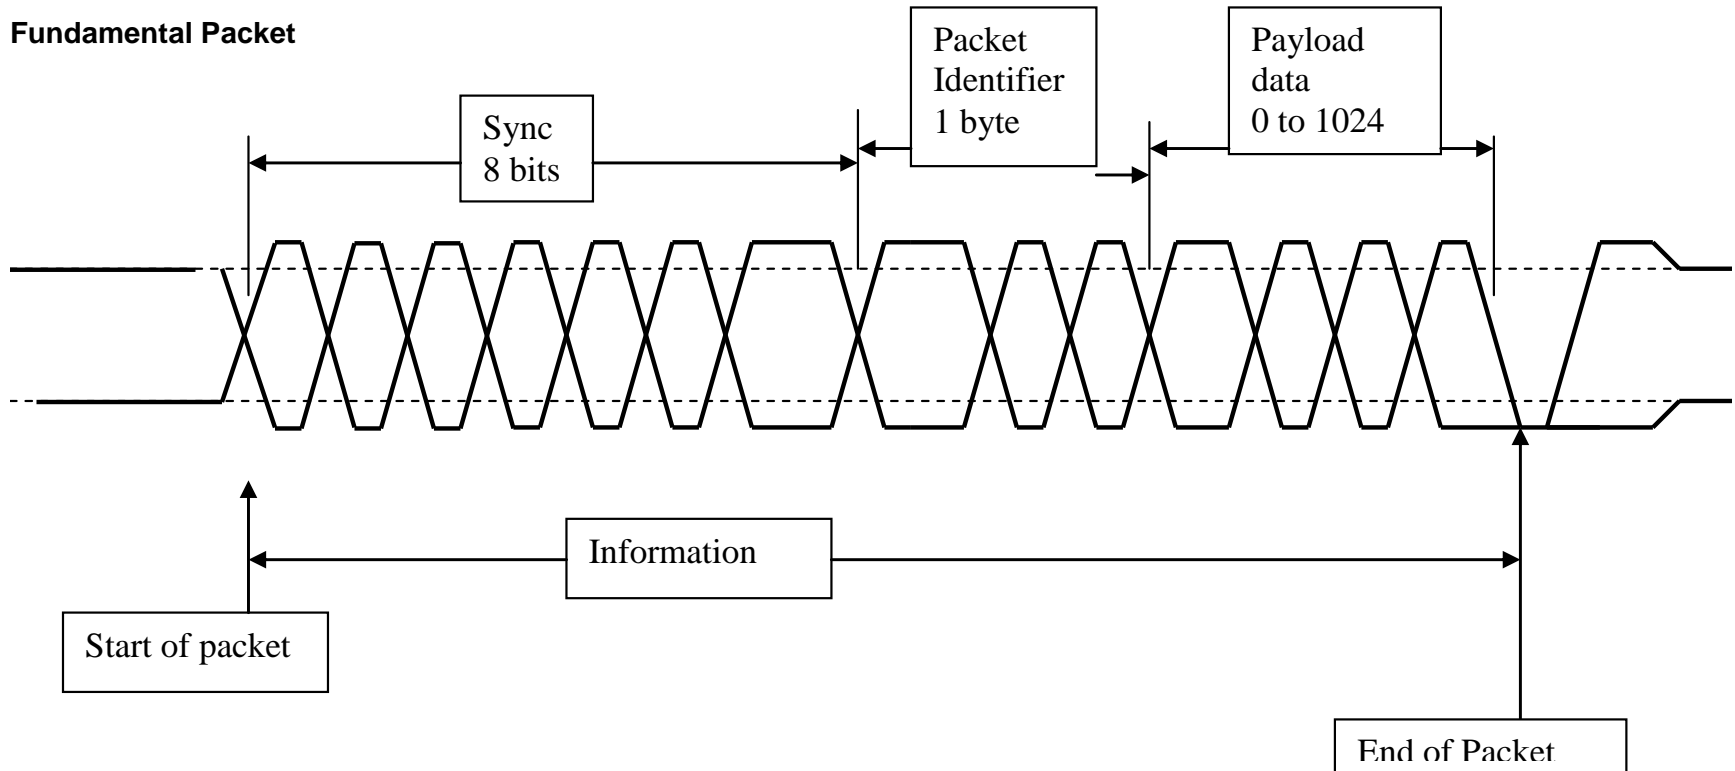 Fundamental Packet
Packet
Identifier
1 byte
Payload
data
0 to 1024
Sync
8 bits
Information
Start of packet
End of Packet